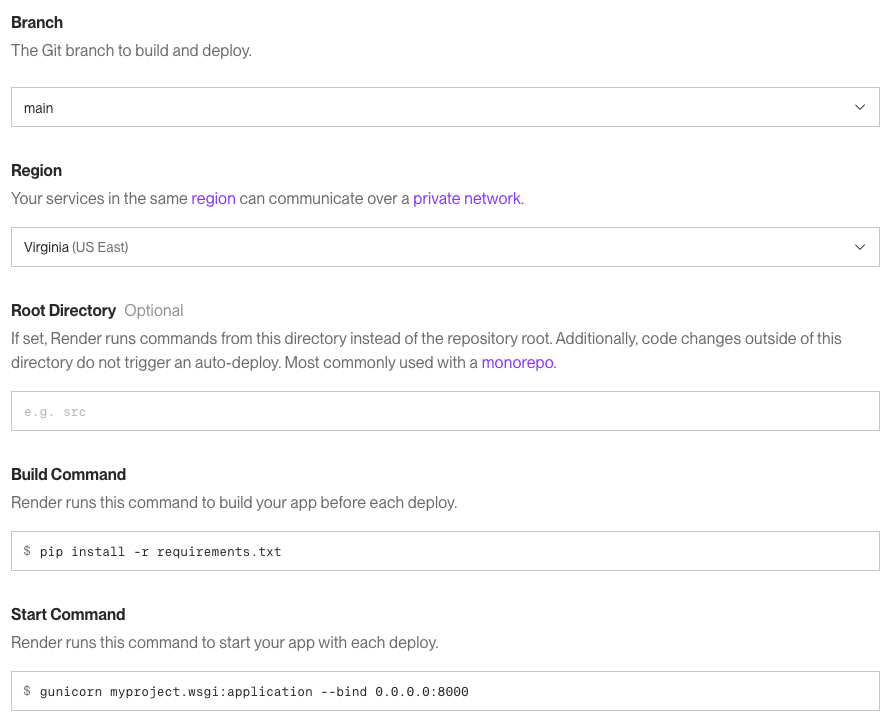 Branch
The Git branch to build and deploy.
main
Region
Your services in the same region can communicate over a private network.
Virginia (US East)
Root Directory Optional
If set, Render runs commands from this directory instead of the repository root. Additionally, code changes outside of this
directory do not trigger an auto-deploy. Most commonly used with a monorepo.
e.g. src
Build Command
Render runs this command to build your app before each deploy.
$ pip install -r requirements.txt
Start Command
Render runs this command to start your app with each deploy.
$ gunicorn myproject.wsgi:application --bind 0.0.0.0:8000